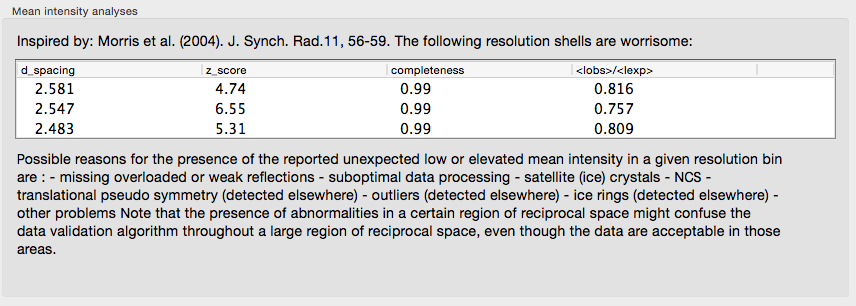 Mean intensity analyses
Inspired by: Morris et al. (2004). J. Synch. Rad.11, 56-59. The following resolution shells are worrisome:
d_spacing z_score completeness <Iobs>/<Iexp>
2.581 4.74 0.99 0.816
2.547 6.55 0.99 0.757
2.483 5.31 0.99 0.809
Possible reasons for the presence of the reported unexpected low or elevated mean intensity in a given resolution bin
are : - missing overloaded or weak reflections - suboptimal data processing - satellite (ice) crystals - NCS -
translational pseudo symmetry (detected elsewhere) - outliers (detected elsewhere) - ice rings (detected elsewhere) -
other problems Note that the presence of abnormalities in a certain region of reciprocal space might confuse the
data validation algorithm throughout a large region of reciprocal space, even though the data are acceptable in those
areas.